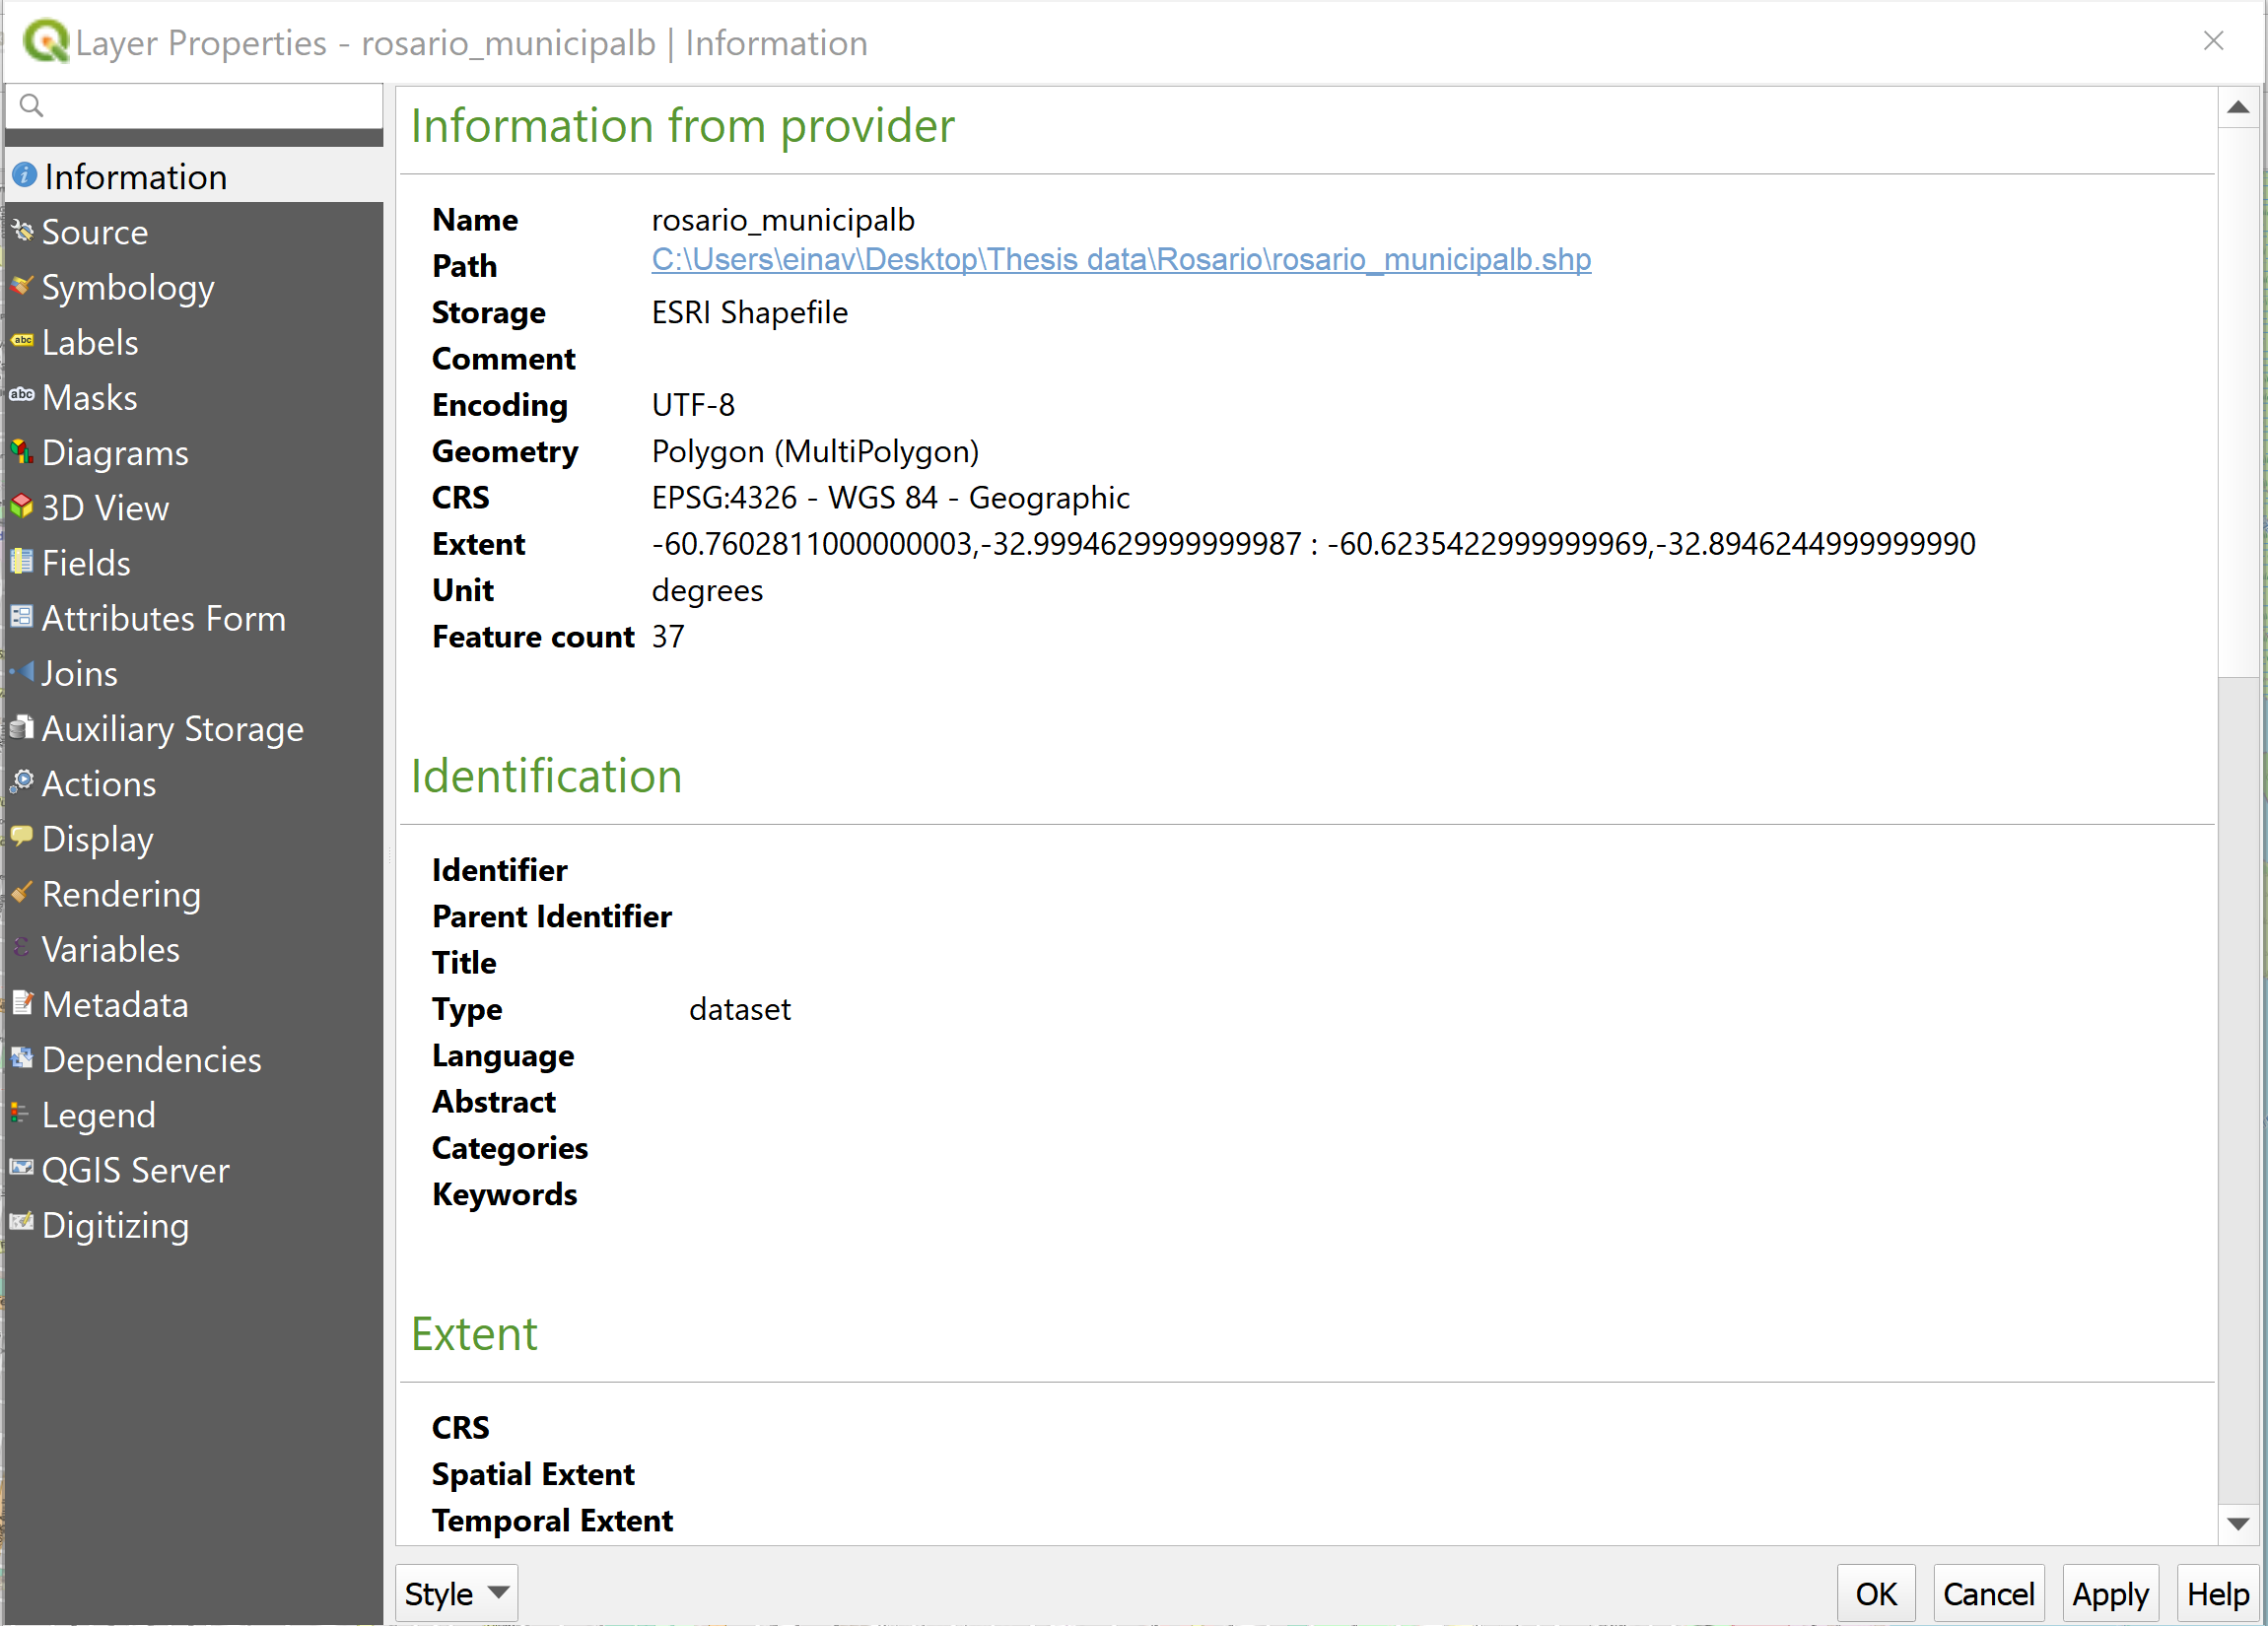 Layer Properties - rosario_municipalb | Information
Information
Source
Symbology
Labels
Masks
Diagrams
3D View
Fields
Attributes Form
Joins
Auxiliary Storage
Actions
Display
Rendering
Variables
Metadata
Dependencies
Legend
QGIS Server
Digitizing
Information from provider
Name rosario_municipalb
Path C:\Users\einav\Desktop\Thesis data\Rosario\rosario_municipalb.shp
Storage ESRI Shapefile
Comment
Encoding UTF-8
Geometry Polygon (MultiPolygon)
CRS EPSG:4326 - WGS 84 - Geographic
Extent -60.7602811000000003,-32.9994629999999987 : -60.6235422999999969,-32.8946244999999990
Unit degrees
Feature count 37
Identification
Identifier
Parent Identifier
Title
Type dataset
Language
Abstract
Categories
Keywords
Extent
CRS
Spatial Extent
Temporal Extent
Style OK Cancel Apply Help